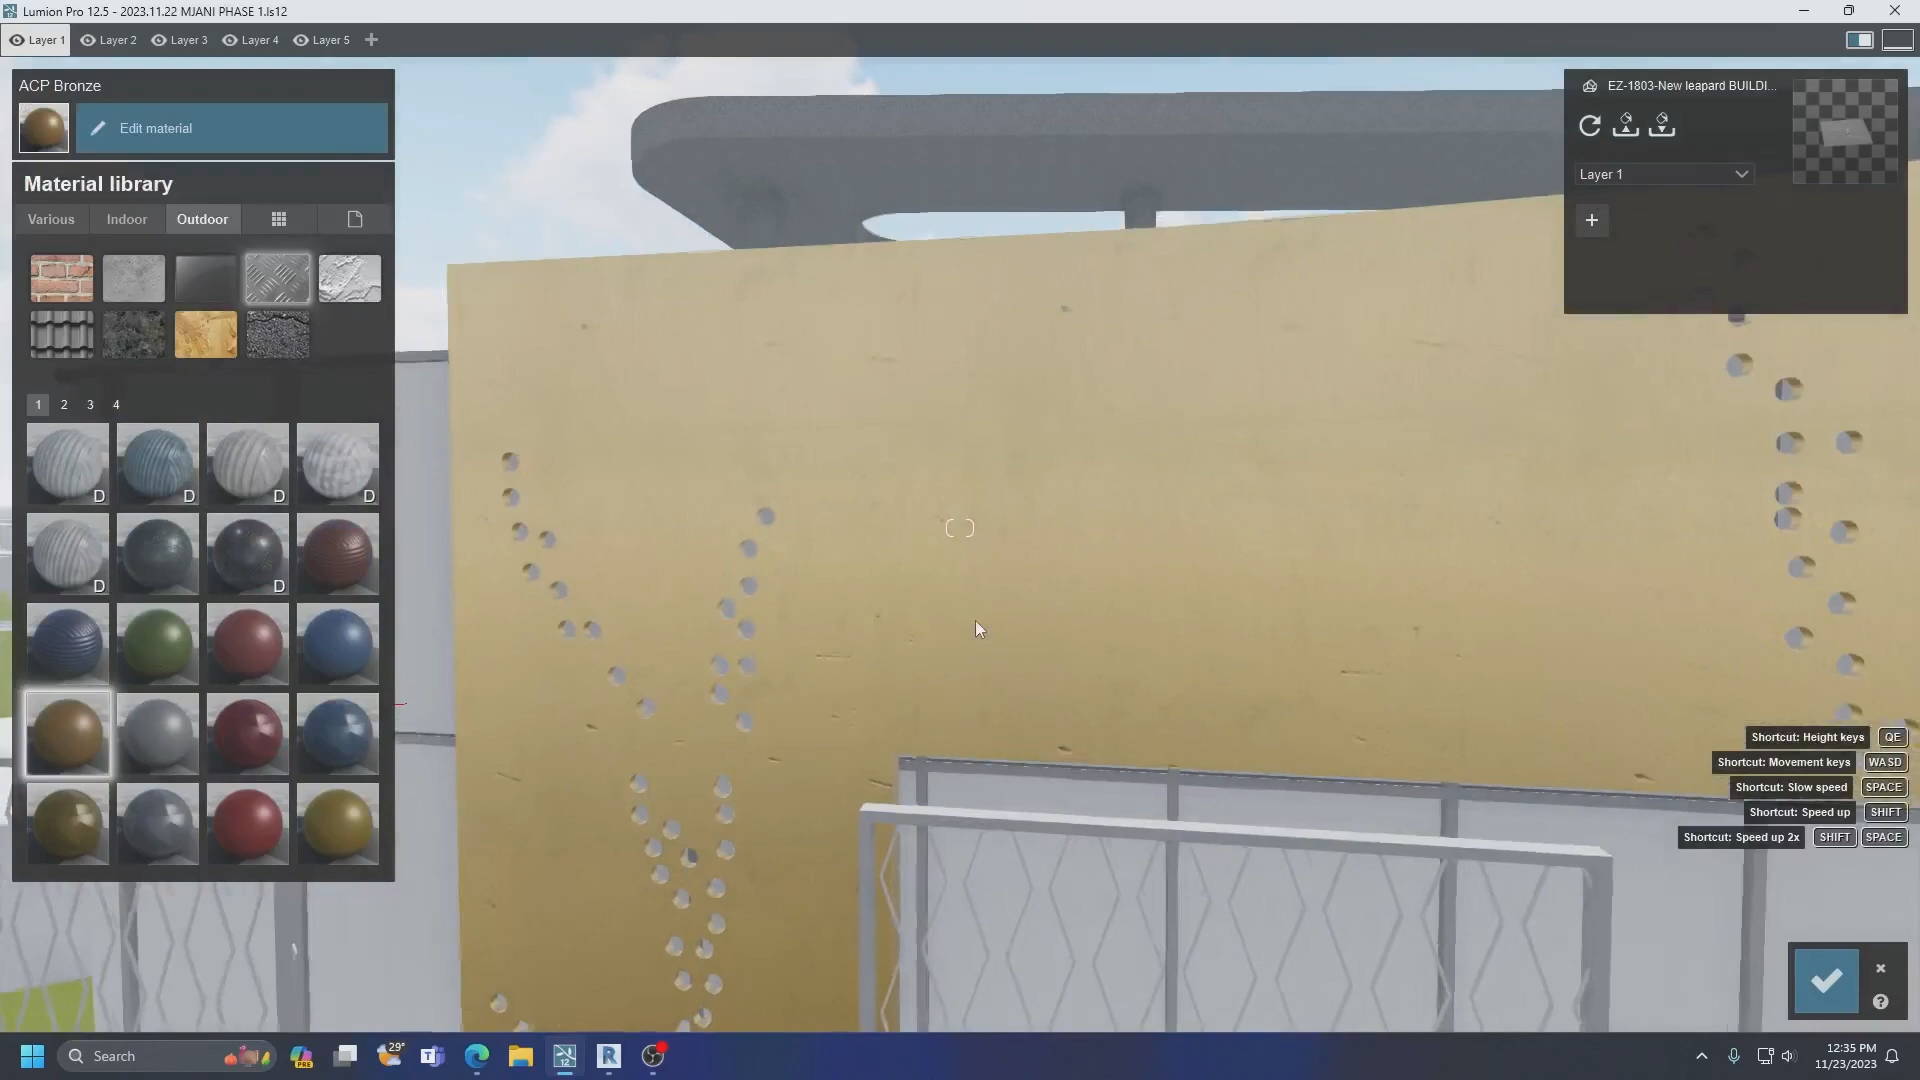 Lumion Pro 12.5 - 2023.11.22 MJANI PHASE 1.ls12
Layer 1 Layer 2 Layer 3 Layer 4 Layer 5
ACP Bronze
Edit material
Material library
Various Indoor Outdoor
1 2 3 4
D D D D
D D
EZ-1803-New leapard BUILDI...
Layer 1
+
Shortcut: Height keys QE
Shortcut: Movement keys WASD
Shortcut: Slow speed SPACE
Shortcut: Speed up SHIFT
Shortcut: Speed up 2x SHIFT SPACE
?
Search
PRE
29°
T
12
R
12:35 PM
11/23/2023